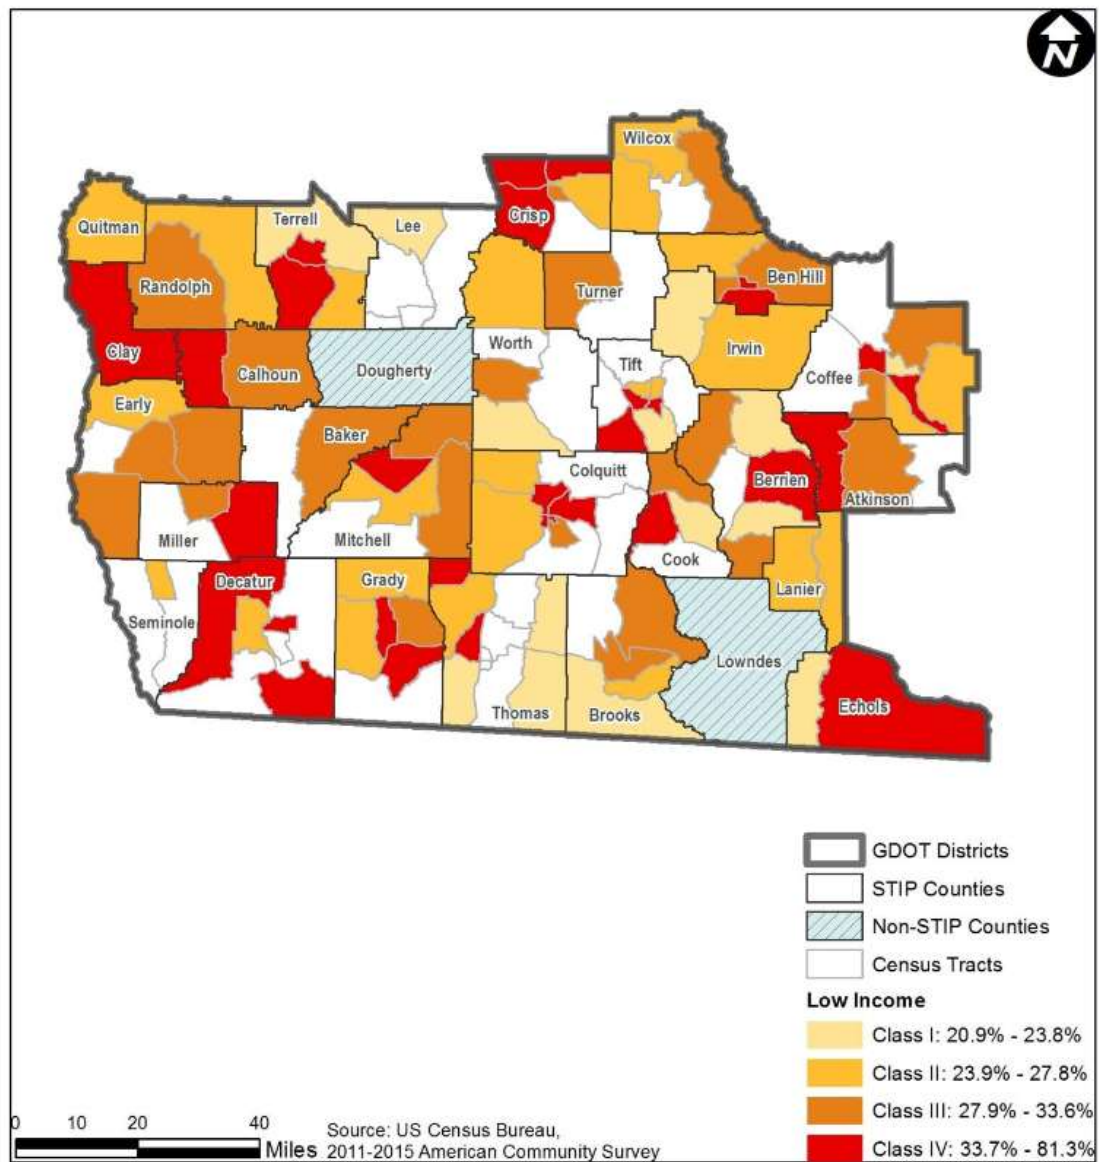 N
Wilcox
Crisp
Quitman
Terrell
Lee
Randolph
Turner
Ben Hill
Clay
Calhoun
Dougherty
Worth
Tift
Irwin
Coffee
Early
Baker
Colquitt
Berrien
Atkinson
Miller
Mitchell
Cook
Decatur
Grady
Lanier
Seminole
Lowndes
Thomas
Brooks
Echols
GDOT Districts
STIP Counties
Non-STIP Counties
Census Tracts
Low Income
Class I: 20.9% - 23.8%
Class II: 23.9% - 27.8%
Class III: 27.9% - 33.6%
Class IV: 33.7% - 81.3%
0 10 20 40
Miles
Source: US Census Bureau,
2011-2015 American Community Survey